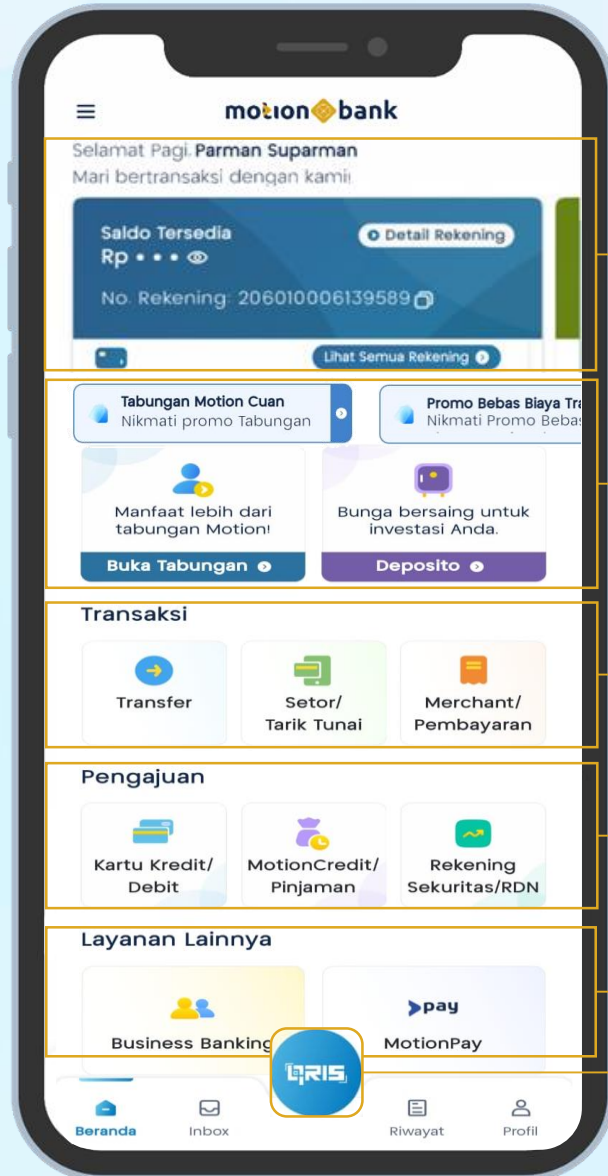 motion bank
Selamat Pagi, Parman Suparman
Mari bertransaksi dengan kami!
Saldo Tersedia
Detail Rekening
Rp • • •
No. Rekening: 206010006139589
Lihat Semua Rekening
Tabungan Motion Cuan
Nikmati promo Tabungan
Promo Bebas Biaya Tra
Nikmati Promo Bebas
Manfaat lebih dari
tabungan Motion!
Buka Tabungan
Bunga bersaing untuk
investasi Anda.
Deposito
Transaksi
Transfer
Setor/
Tarik Tunai
Merchant/
Pembayaran
Pengajuan
Kartu Kredit/
Debit
MotionCredit/
Pinjaman
Rekening
Sekuritas/RDN
Layanan Lainnya
Business Banking
pay
MotionPay
QRIS
Beranda
Inbox
Riwayat
Profil